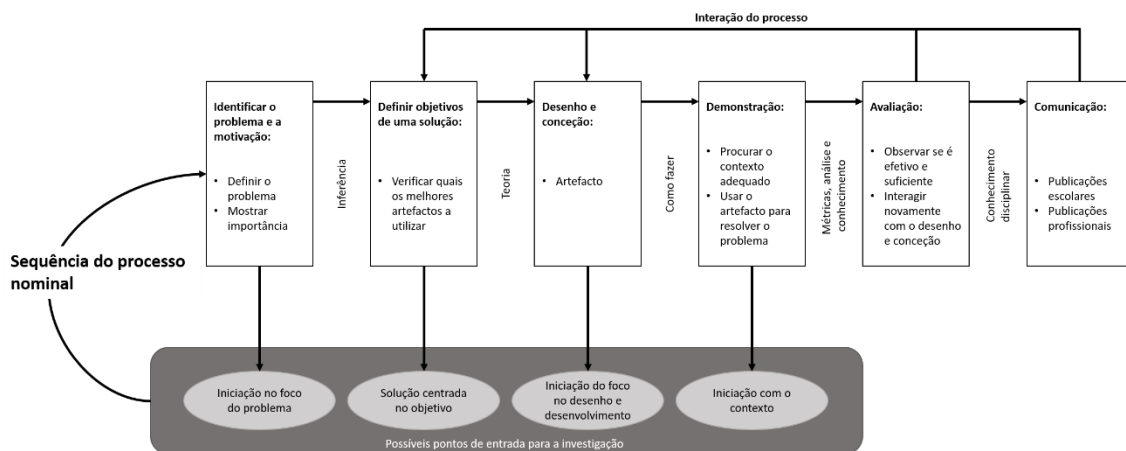 Interação do processo
Identificar o
problema e a
motivação:
• Definir o
problema
• Mostrar
importância
Inferência
Definir objetivos
de uma solução:
• Verificar quais
os melhores
artefactos a
utilizar
Teoria
Desenho e
conceção:
• Artefacto
Como fazer
Demonstração:
• Procurar o
contexto
adequado
• Usar o
artefacto para
resolver o
problema
Métricas, análise e
conhecimento
Avaliação:
• Observar se é
efetivo e
suficiente
• Interagir
novamente
com o desenho
e conceção
Conhecimento
disciplinar
Comunicação:
• Publicações
escolares
• Publicações
profissionais
Sequência do processo
nominal
Iniciação no foco
do problema
Solução centrada
no objetivo
Iniciação do foco
no desenho e
desenvolvimento
Iniciação com o
contexto
Possíveis pontos de entrada para a investigação